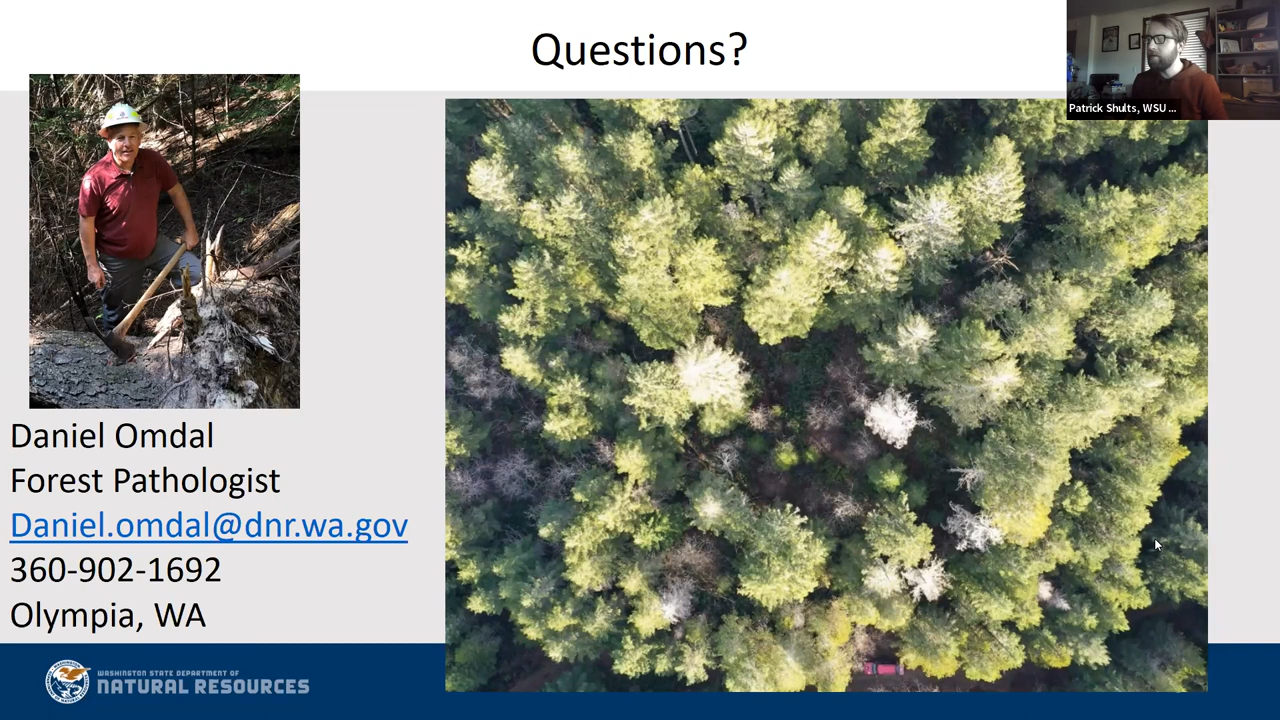 Questions?
Patrick Shults, WSU ...
Daniel Omdal
Forest Pathologist
Daniel.omdal@dnr.wa.gov
360-902-1692
Olympia, WA
WASHINGTON STATE DEPARTMENT OF
NATURAL RESOURCES